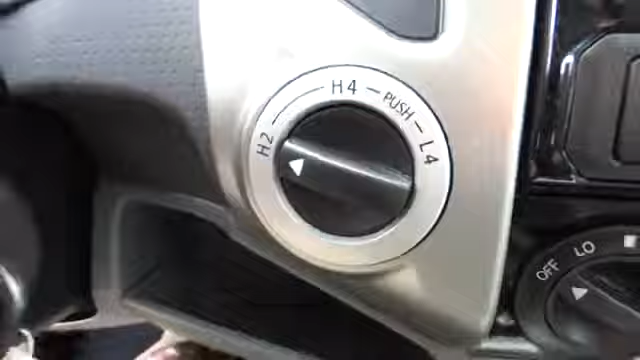 H2 — H4 — PUSH — L4
OFF LO